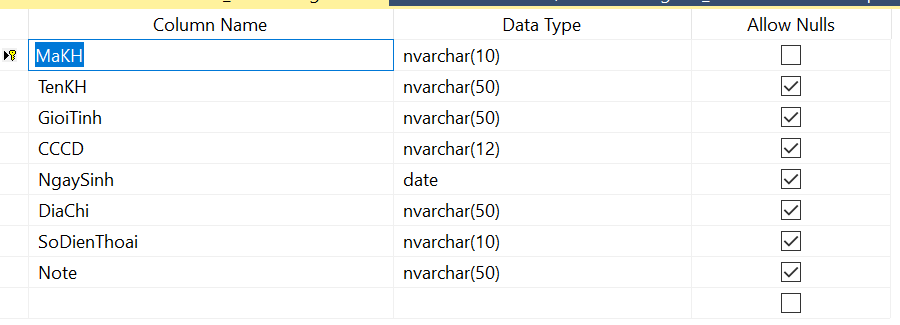 Column Name Data Type Allow Nulls
MaKH nvarchar(10)
TenKH nvarchar(50)
GioiTinh nvarchar(50)
CCCD nvarchar(12)
NgaySinh date
DiaChi nvarchar(50)
SoDienThoai nvarchar(10)
Note nvarchar(50)